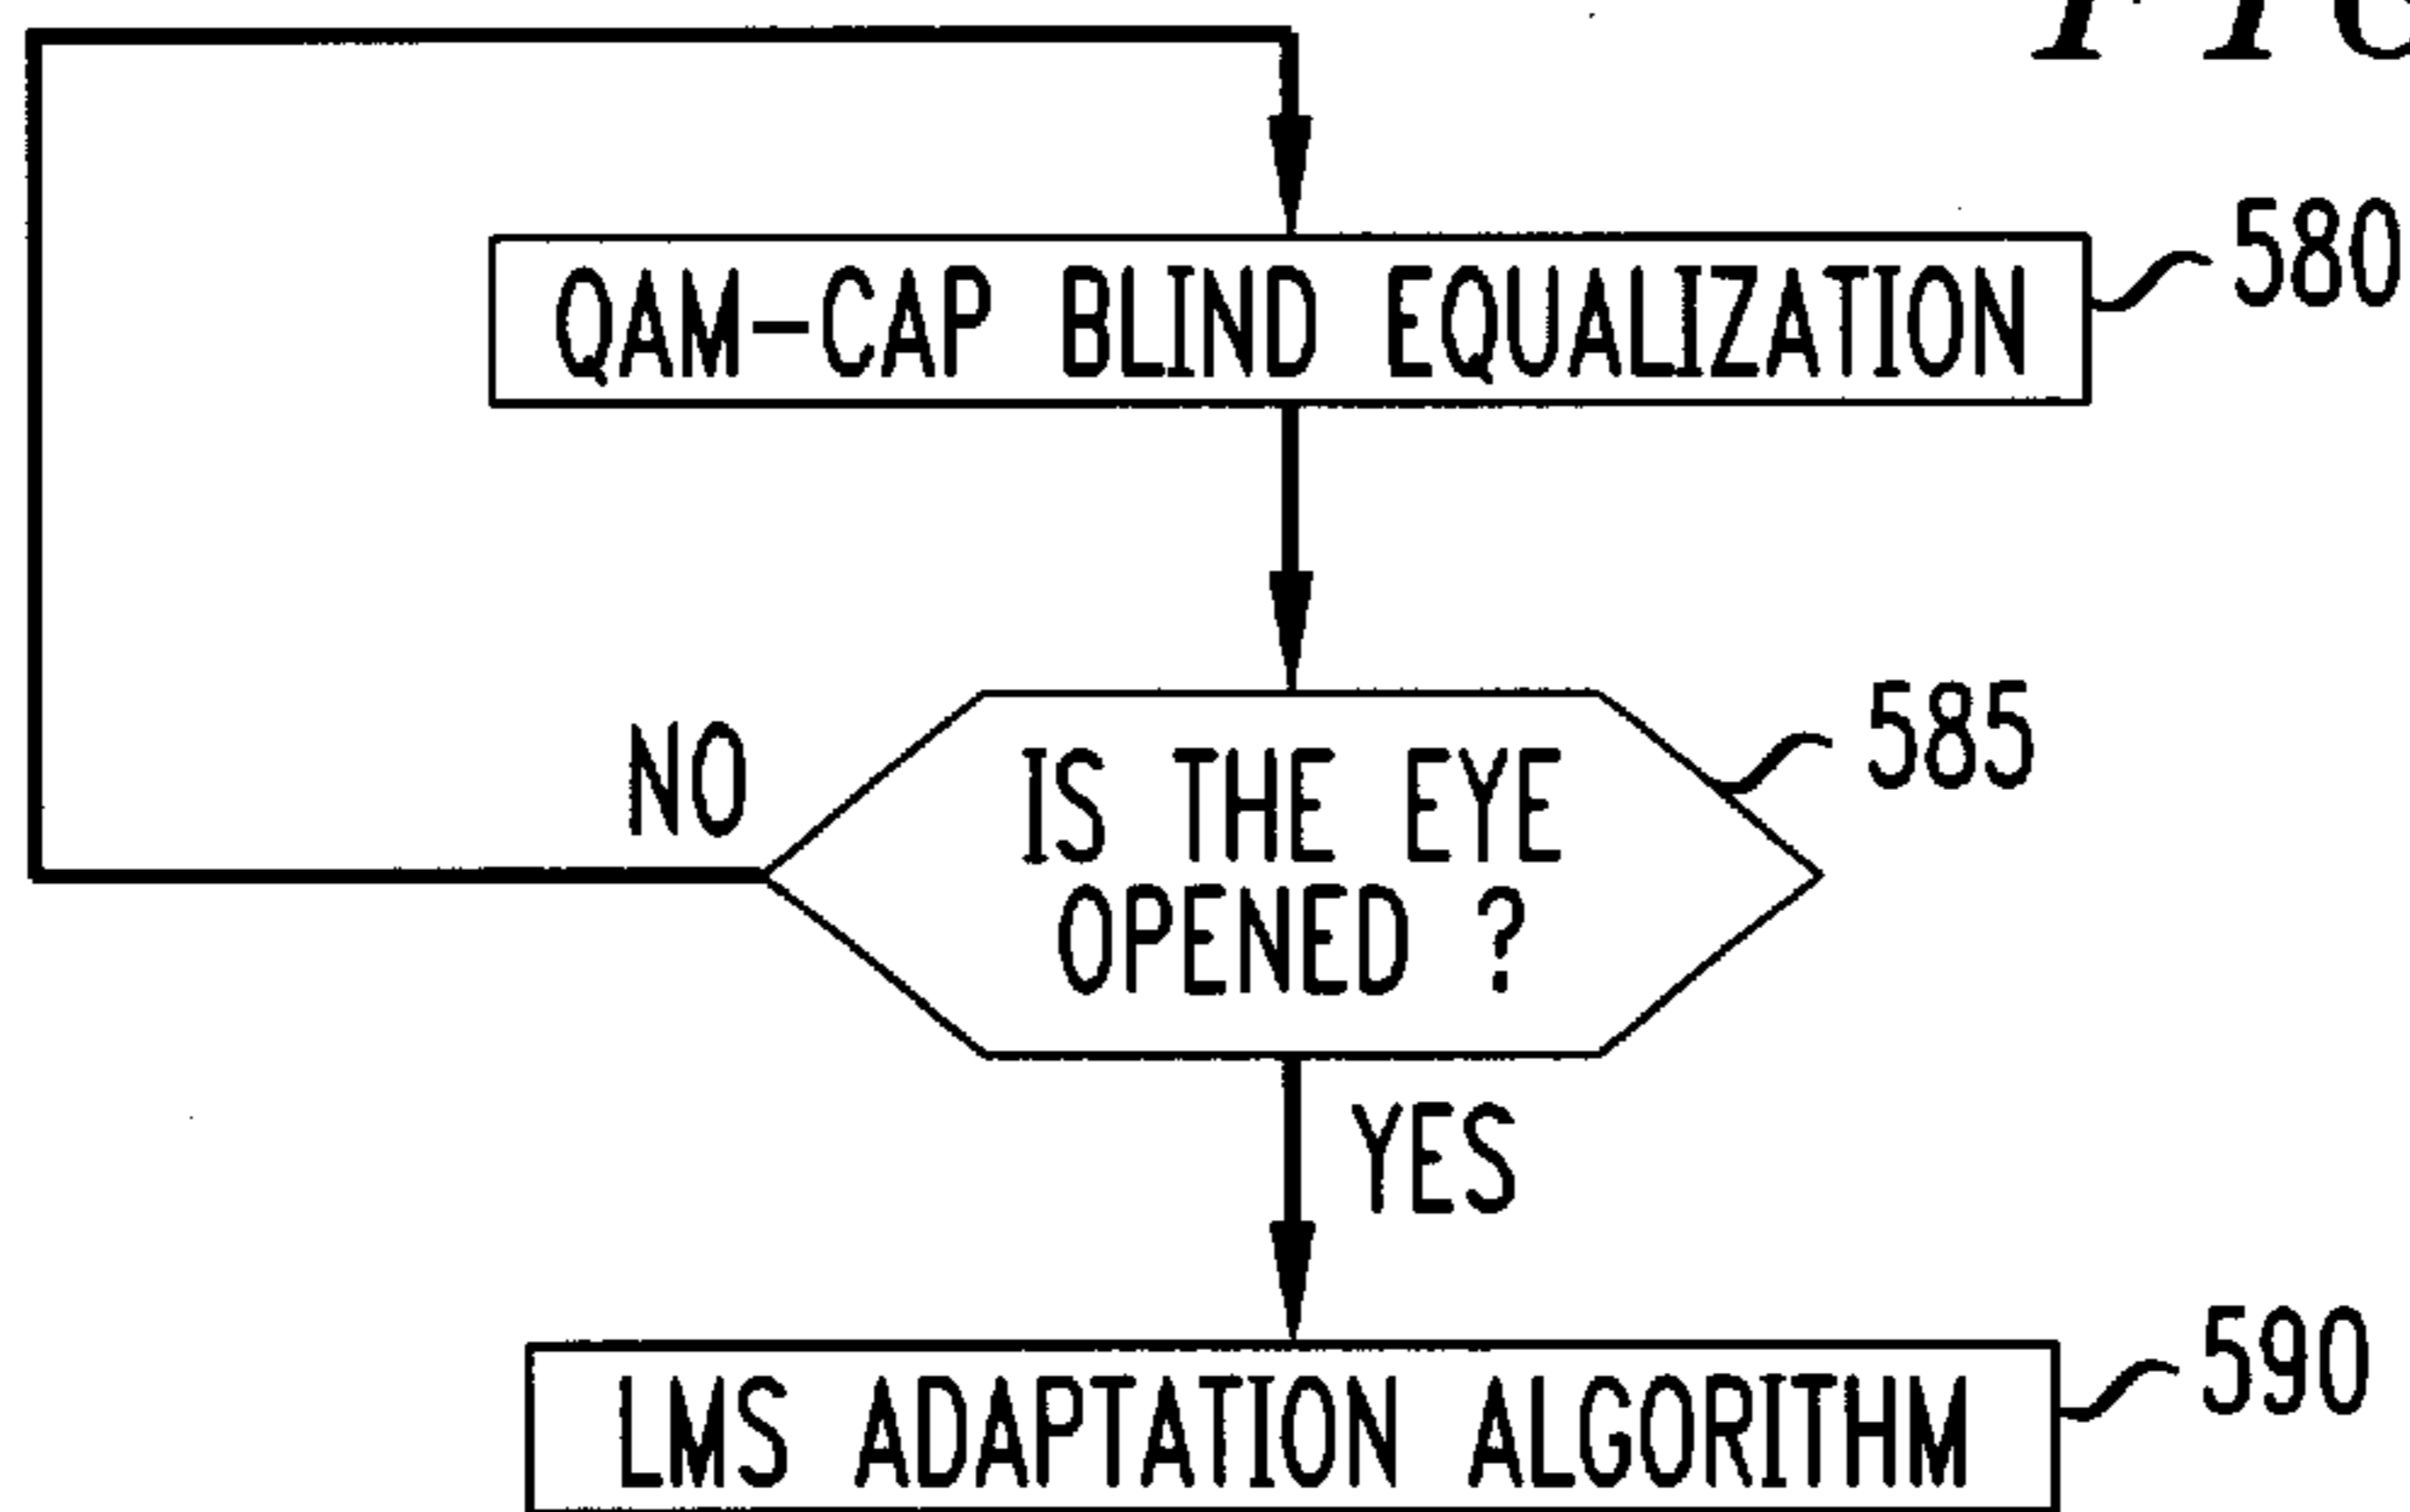 QAM-CAP BLIND EQUALIZATION
580
NO
IS THE EYE
OPENED ?
585
YES
LMS ADAPTATION ALGORITHM
590